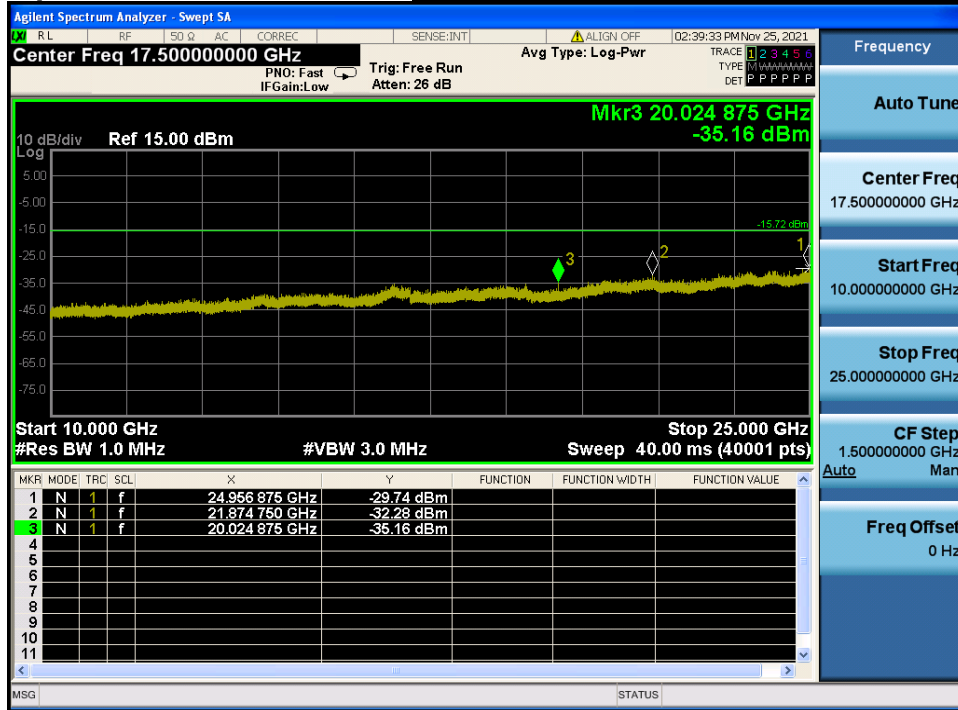 Agilent Spectrum Analyzer - Swept SA
LXI RL RF 50 Ω AC CORREC SENSE:INT ALIGN OFF 02:39:33 PM Nov 25, 2021
Center Freq 17.500000000 GHz
PNO: Fast
IFGain:Low
Trig: Free Run
Atten: 26 dB
Avg Type: Log-Pwr
TRACE 1 2 3 4 5 6
TYPE M
DET P P P P P P
Mkr3 20.024 875 GHz
-35.16 dBm
10 dB/div Ref 15.00 dBm
Log
5.00
-5.00
-15.0
-15.72 dBm
-25.0
-35.0
-45.0
-55.0
-65.0
-75.0
3
2
1
Start 10.000 GHz Stop 25.000 GHz
#Res BW 1.0 MHz #VBW 3.0 MHz Sweep 40.00 ms (40001 pts)
MKR MODE TRC SCL X Y FUNCTION FUNCTION WIDTH FUNCTION VALUE
1 N 1 f 24.956 875 GHz -29.74 dBm
2 N 1 f 21.874 750 GHz -32.28 dBm
3 N 1 f 20.024 875 GHz -35.16 dBm
4
5
6
7
8
9
10
11
MSG STATUS
Frequency
Auto Tune
Center Freq
17.500000000 GHz
Start Freq
10.000000000 GHz
Stop Freq
25.000000000 GHz
CF Step
1.500000000 GHz
Auto Man
Freq Offset
0 Hz